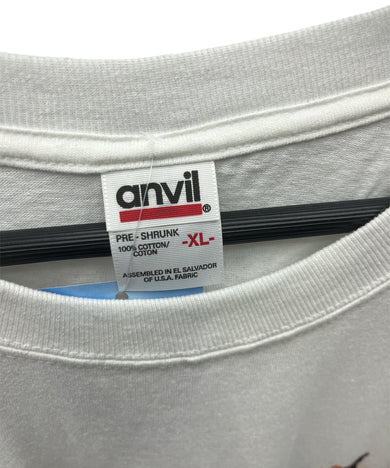 anvil®
PRE-SHRUNK
100% COTTON/
COTON
-XL-
ASSEMBLED IN EL SALVADOR
OF U.S.A. FABRIC